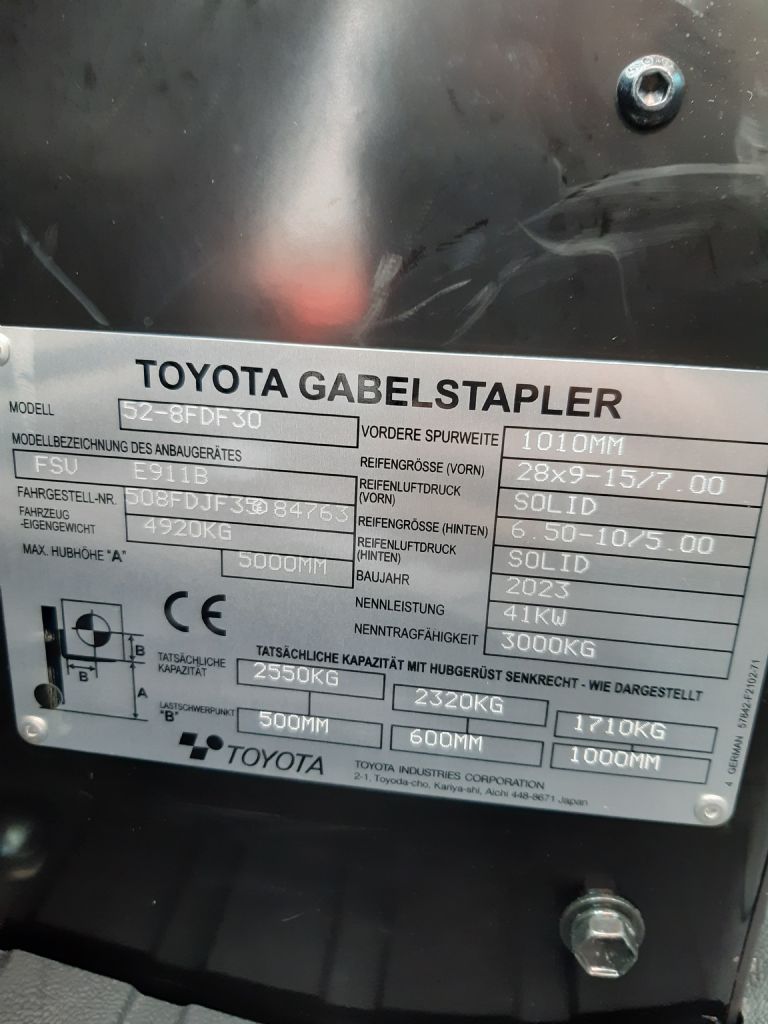 TOYOTA GABELSTAPLER
MODELL 52-8FDF30
MODELLBEZEICHNUNG DES ANBAUGERÄTES
FSV E911B
FAHRGESTELL-NR. 508FDJF35 84763
FAHRZEUG -EIGENGEWICHT 4920KG
MAX. HUBHÖHE "A" 5000MM
VORDERE SPURWEITE 1010MM
REIFENGRÖSSE (VORN) 28x9-15/7.00
REIFENLUFTDRUCK (VORN) SOLID
REIFENGRÖSSE (HINTEN) 6.50-10/5.00
REIFENLUFTDRUCK (HINTEN) SOLID
BAUJAHR 2023
NENNLEISTUNG 41KW
NENNTRAGFÄHIGKEIT 3000KG
CE
B
B
A
TATSÄCHLICHE KAPAZITÄT MIT HUBGERÜST SENKRECHT - WIE DARGESTELLT
TATSÄCHLICHE KAPAZITÄT 2550KG 2320KG 1710KG
LASTSCHWERPUNKT "B" 500MM 600MM 1000MM
TOYOTA
TOYOTA INDUSTRIES CORPORATION
2-1, Toyoda-cho, Kariya-shi, Aichi 448-8671 Japan
4 GERMAN 57642-F2102-71